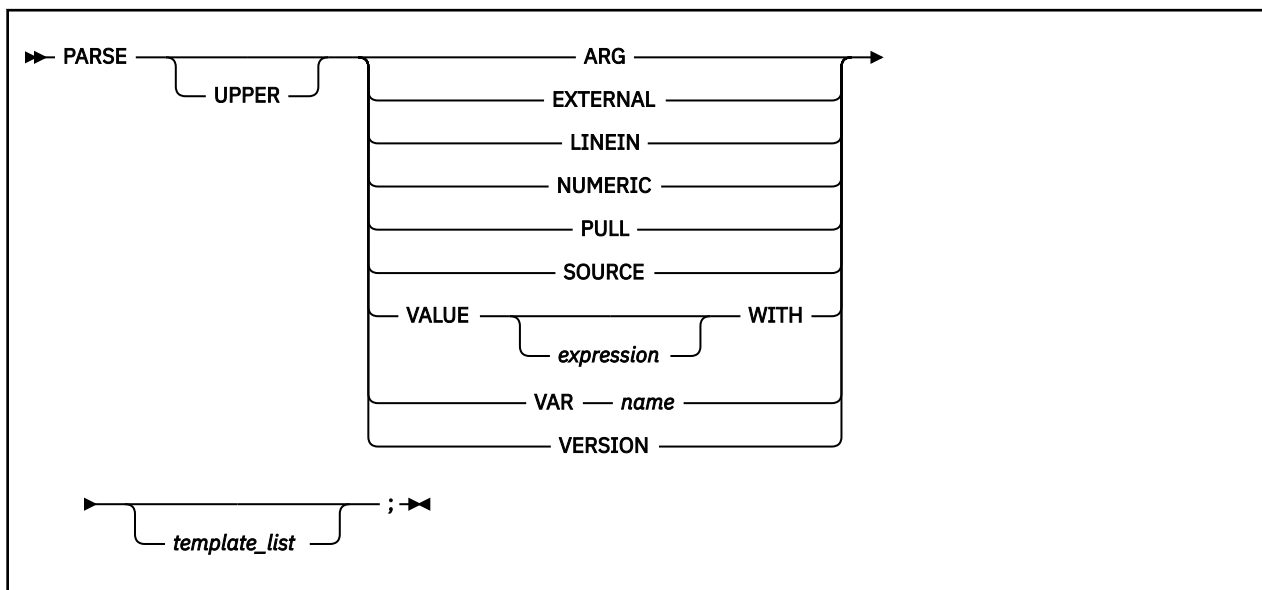 PARSE ARG
UPPER EXTERNAL
LINEIN
NUMERIC
PULL
SOURCE
VALUE WITH
expression
VAR name
VERSION
;
template_list